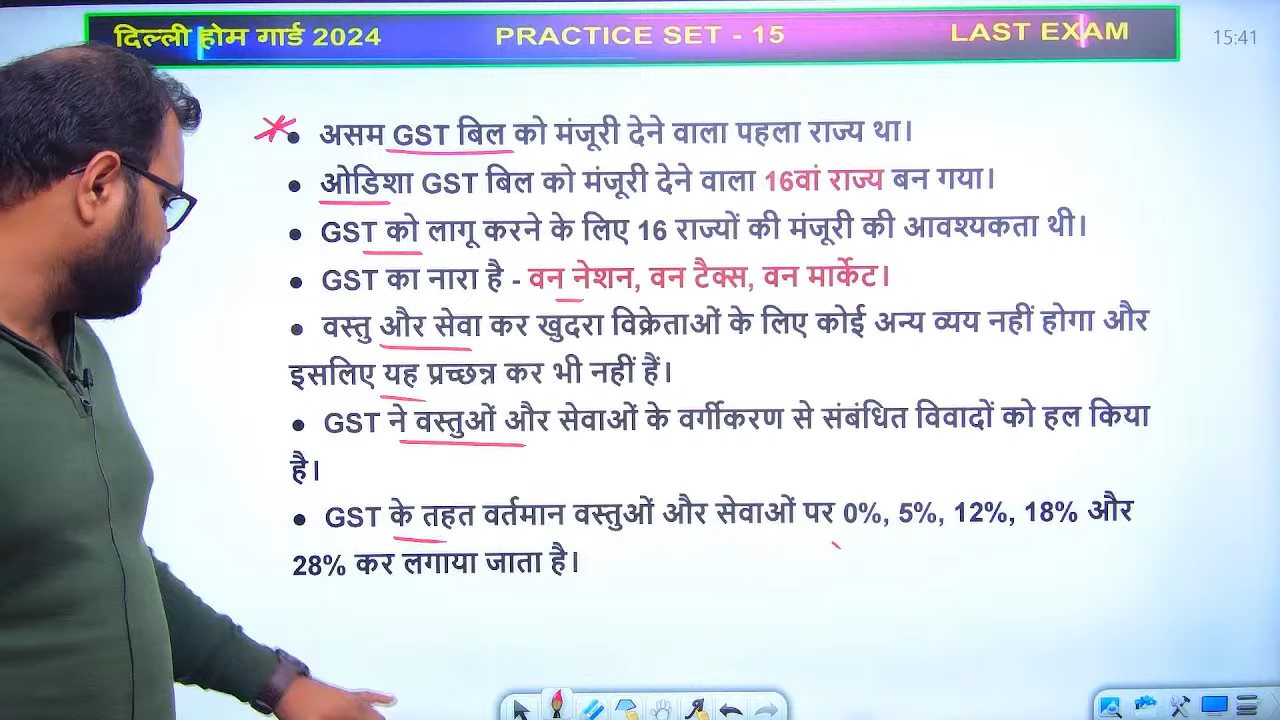 दिल्ली होम गार्ड 2024 PRACTICE SET - 15 LAST EXAM
15:41
• असम GST बिल को मंजूरी देने वाला पहला राज्य था।
• ओडिशा GST बिल को मंजूरी देने वाला 16वां राज्य बन गया।
• GST को लागू करने के लिए 16 राज्यों की मंजूरी की आवश्यकता थी।
• GST का नारा है - वन नेशन, वन टैक्स, वन मार्केट।
• वस्तु और सेवा कर खुदरा विक्रेताओं के लिए कोई अन्य व्यय नहीं होगा और
इसलिए यह प्रच्छन्न कर भी नहीं हैं।
• GST ने वस्तुओं और सेवाओं के वर्गीकरण से संबंधित विवादों को हल किया
है।
• GST के तहत वर्तमान वस्तुओं और सेवाओं पर 0%, 5%, 12%, 18% और
28% कर लगाया जाता है।